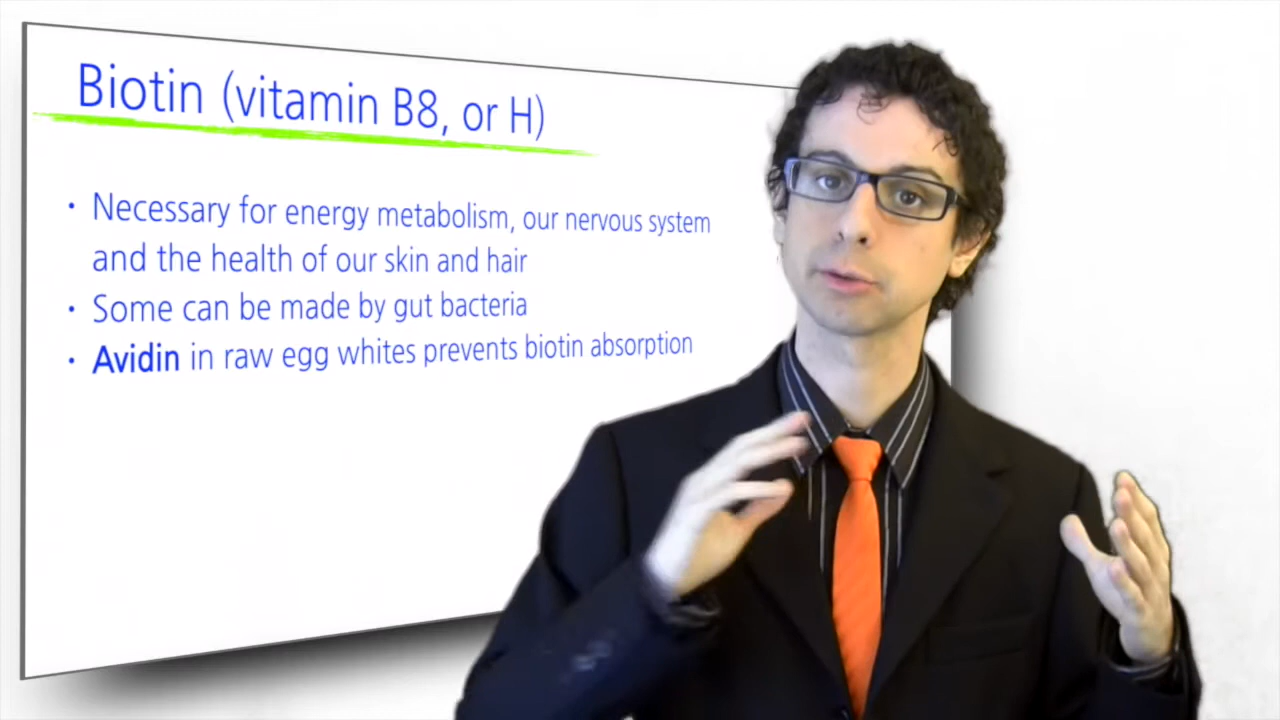 Biotin (vitamin B8, or H)
• Necessary for energy metabolism, our nervous system
and the health of our skin and hair
• Some can be made by gut bacteria
• Avidin in raw egg whites prevents biotin absorption